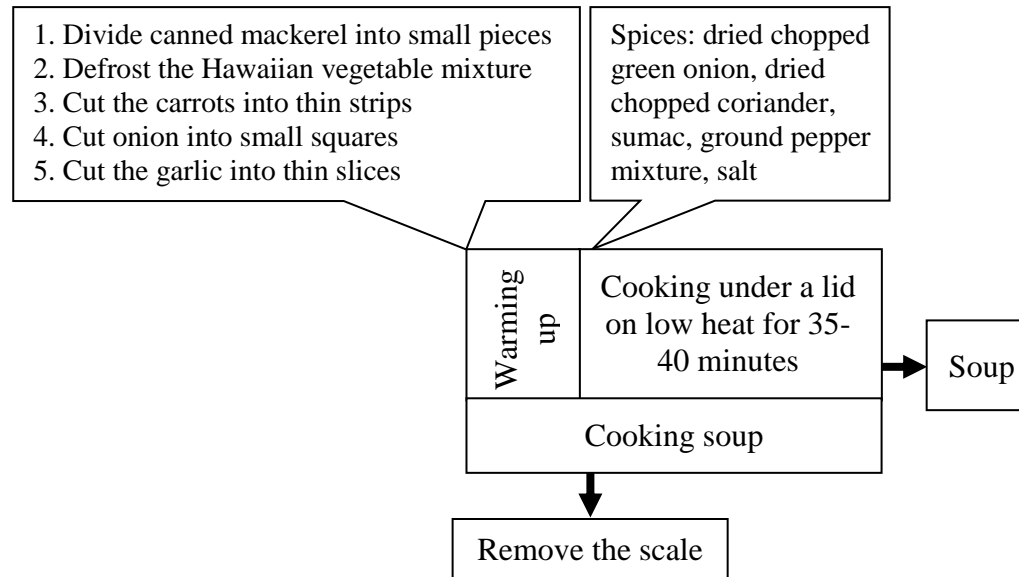 1. Divide canned mackerel into small pieces
2. Defrost the Hawaiian vegetable mixture
3. Cut the carrots into thin strips
4. Cut onion into small squares
5. Cut the garlic into thin slices
Spices: dried chopped
green onion, dried
chopped coriander,
sumac, ground pepper
mixture, salt
Warming
up
Cooking under a lid
on low heat for 35-
40 minutes
Soup
Cooking soup
Remove the scale